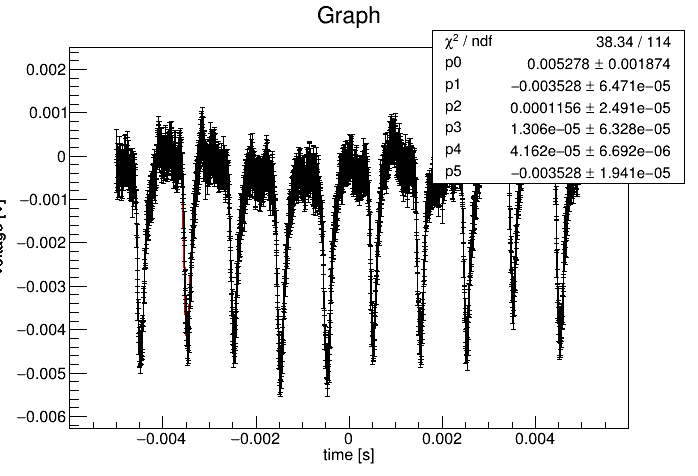 Graph
χ² / ndf 38.34 / 114
p0 0.005278 ± 0.001874
p1 −0.003528 ± 6.471e−05
p2 0.0001156 ± 2.491e−05
p3 1.306e−05 ± 6.328e−05
p4 4.162e−05 ± 6.692e−06
p5 −0.003528 ± 1.941e−05
0.002
0.001
0
−0.001
−0.002
−0.003
−0.004
−0.005
−0.006
−0.004 −0.002 0 0.002 0.004
time [s]